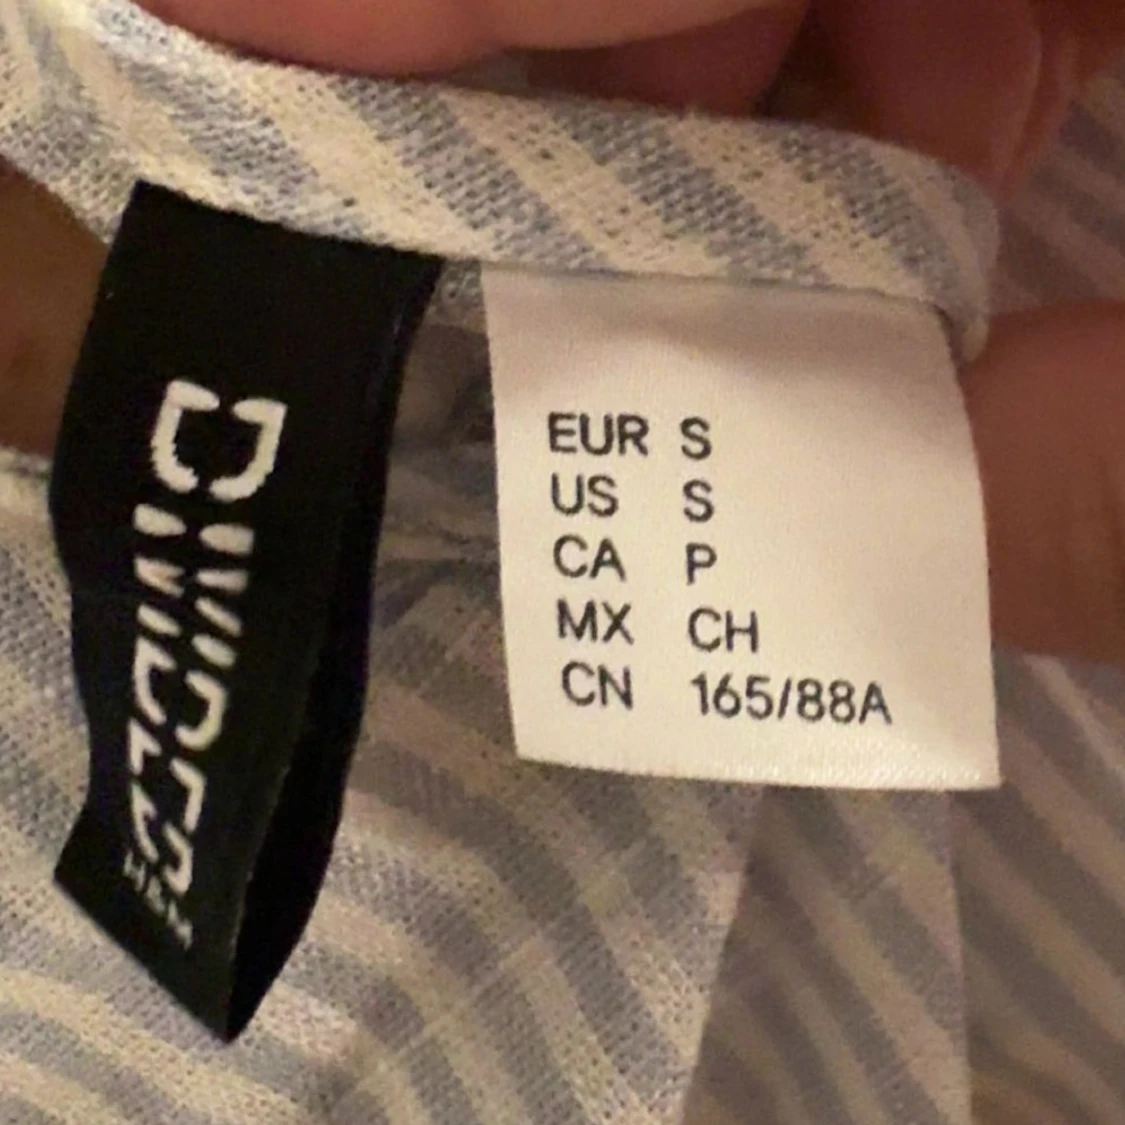 DIVIDED
EUR S
US S
CA P
MX CH
CN 165/88A